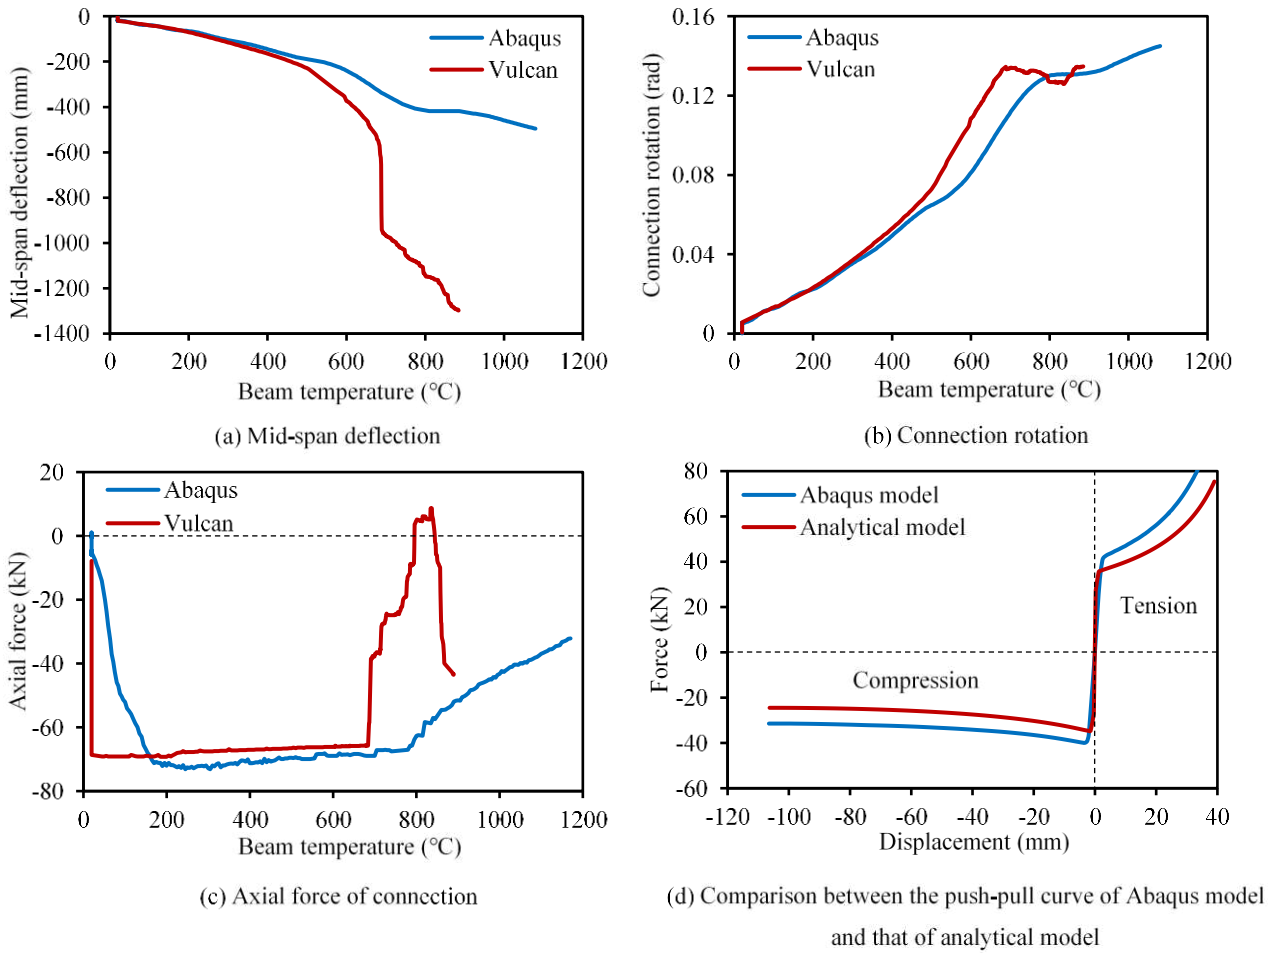 0
-200
-400
-600
-800
-1000
-1200
-1400
Mid-span deflection (mm)
Abaqus
Vulcan
0 200 400 600 800 1000 1200
Beam temperature (℃)
(a) Mid-span deflection
0.16
0.12
0.08
0.04
0
Connection rotation (rad)
Abaqus
Vulcan
0 200 400 600 800 1000 1200
Beam temperature (℃)
(b) Connection rotation
20
0
-20
-40
-60
-80
Axial force (kN)
Abaqus
Vulcan
0 200 400 600 800 1000 1200
Beam temperature (℃)
(c) Axial force of connection
80
60
40
20
0
-20
-40
-60
Force (kN)
Abaqus model
Analytical model
Tension
Compression
-120 -100 -80 -60 -40 -20 0 20 40
Displacement (mm)
(d) Comparison between the push-pull curve of Abaqus model
and that of analytical model